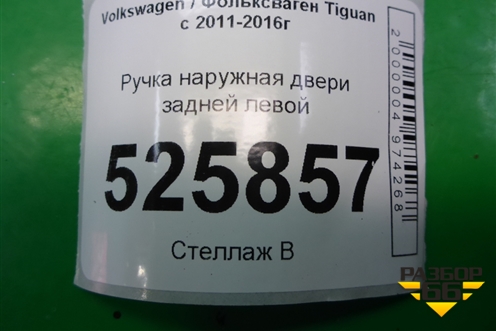 Volkswagen / Фольксваген Tiguan
с 2011-2016г
Ручка наружная двери
задней левой
525857
Стеллаж В
2000004974268
РАЗБОР
66